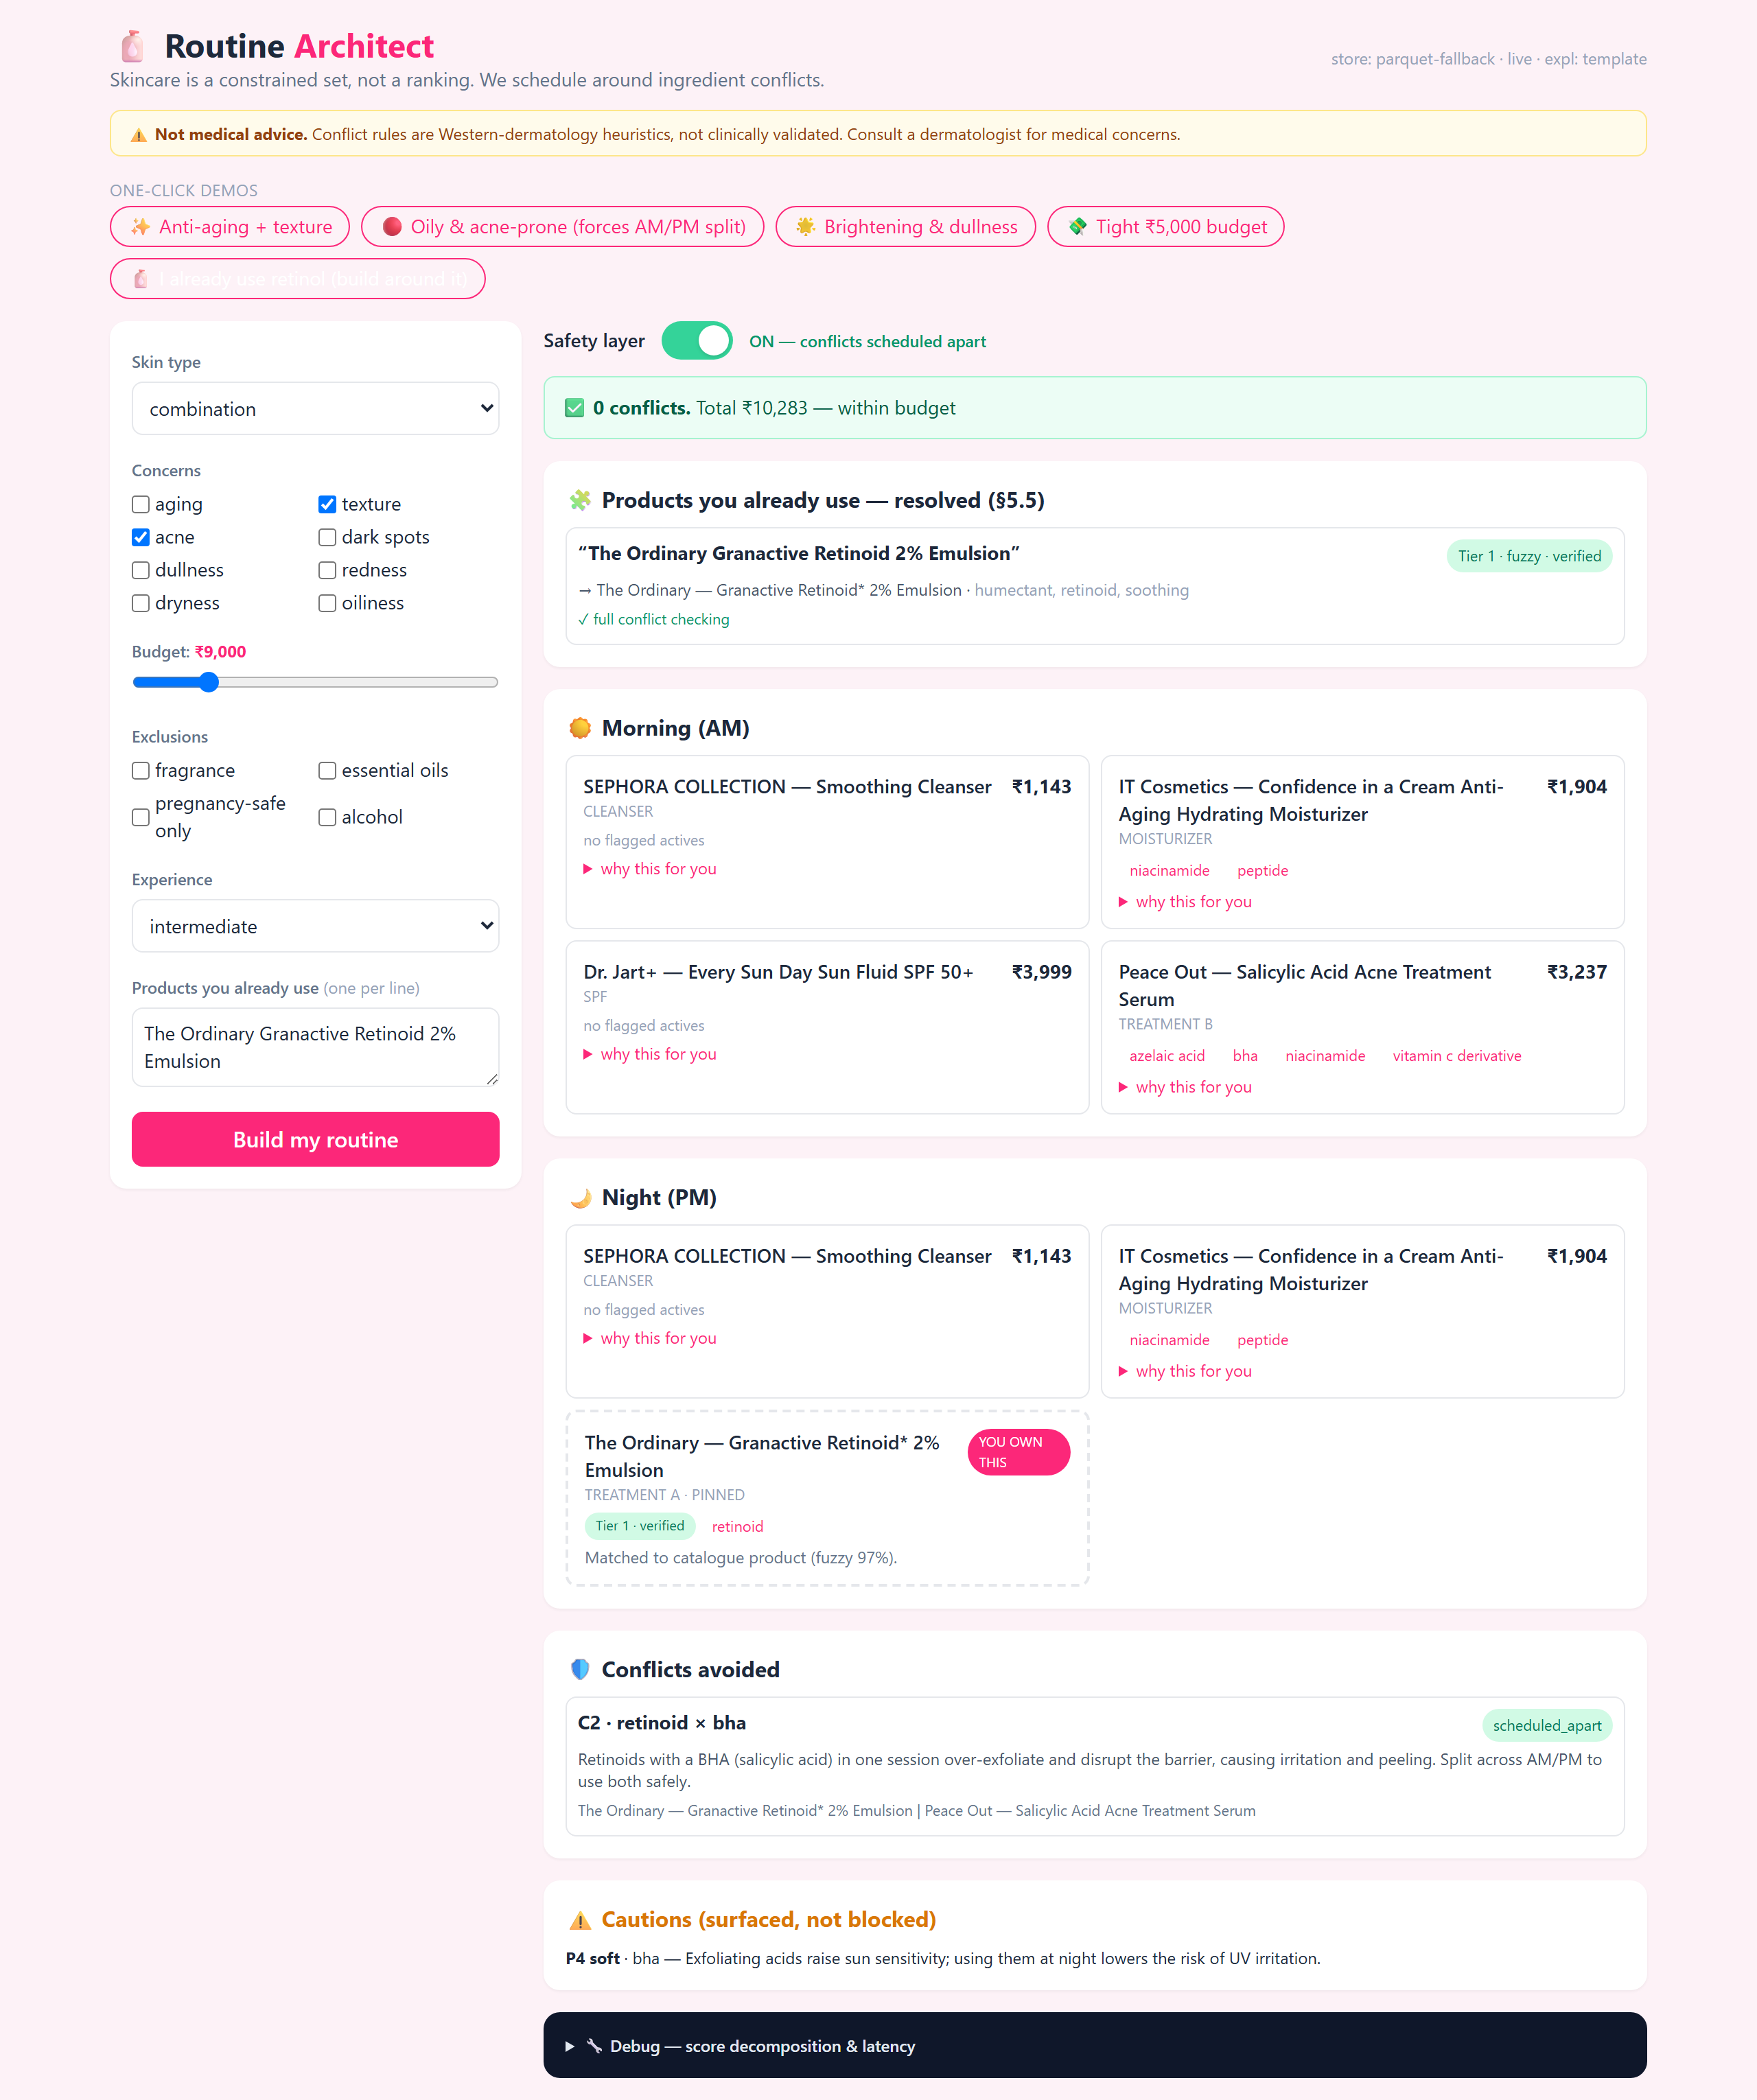 Routine Architect
Skincare is a constrained set, not a ranking. We schedule around ingredient conflicts.
store: parquet-fallback · live · expl: template
Not medical advice. Conflict rules are Western-dermatology heuristics, not clinically validated. Consult a dermatologist for medical concerns.
ONE-CLICK DEMOS
Anti-aging + texture
Oily & acne-prone (forces AM/PM split)
Brightening & dullness
Tight ₹5,000 budget
I already use retinol (build around it)
Skin type
combination
Concerns
aging
texture
acne
dark spots
dullness
redness
dryness
oiliness
Budget: ₹9,000
Exclusions
fragrance
essential oils
pregnancy-safe
only
alcohol
Experience
intermediate
Products you already use (one per line)
The Ordinary Granactive Retinoid 2%
Emulsion
Build my routine
Safety layer
ON — conflicts scheduled apart
0 conflicts. Total ₹10,283 — within budget
Products you already use — resolved (§5.5)
“The Ordinary Granactive Retinoid 2% Emulsion”
Tier 1 · fuzzy · verified
→ The Ordinary — Granactive Retinoid* 2% Emulsion · humectant, retinoid, soothing
✓ full conflict checking
Morning (AM)
SEPHORA COLLECTION — Smoothing Cleanser ₹1,143
CLEANSER
no flagged actives
why this for you
IT Cosmetics — Confidence in a Cream Anti- ₹1,904
Aging Hydrating Moisturizer
MOISTURIZER
niacinamide peptide
why this for you
Dr. Jart+ — Every Sun Day Sun Fluid SPF 50+ ₹3,999
SPF
no flagged actives
why this for you
Peace Out — Salicylic Acid Acne Treatment ₹3,237
Serum
TREATMENT B
azelaic acid bha niacinamide vitamin c derivative
why this for you
Night (PM)
SEPHORA COLLECTION — Smoothing Cleanser ₹1,143
CLEANSER
no flagged actives
why this for you
IT Cosmetics — Confidence in a Cream Anti- ₹1,904
Aging Hydrating Moisturizer
MOISTURIZER
niacinamide peptide
why this for you
The Ordinary — Granactive Retinoid* 2%
Emulsion
YOU OWN
THIS
TREATMENT A · PINNED
Tier 1 · verified retinoid
Matched to catalogue product (fuzzy 97%).
Conflicts avoided
C2 · retinoid × bha
scheduled_apart
Retinoids with a BHA (salicylic acid) in one session over-exfoliate and disrupt the barrier, causing irritation and peeling. Split across AM/PM to
use both safely.
The Ordinary — Granactive Retinoid* 2% Emulsion | Peace Out — Salicylic Acid Acne Treatment Serum
Cautions (surfaced, not blocked)
P4 soft · bha — Exfoliating acids raise sun sensitivity; using them at night lowers the risk of UV irritation.
Debug — score decomposition & latency